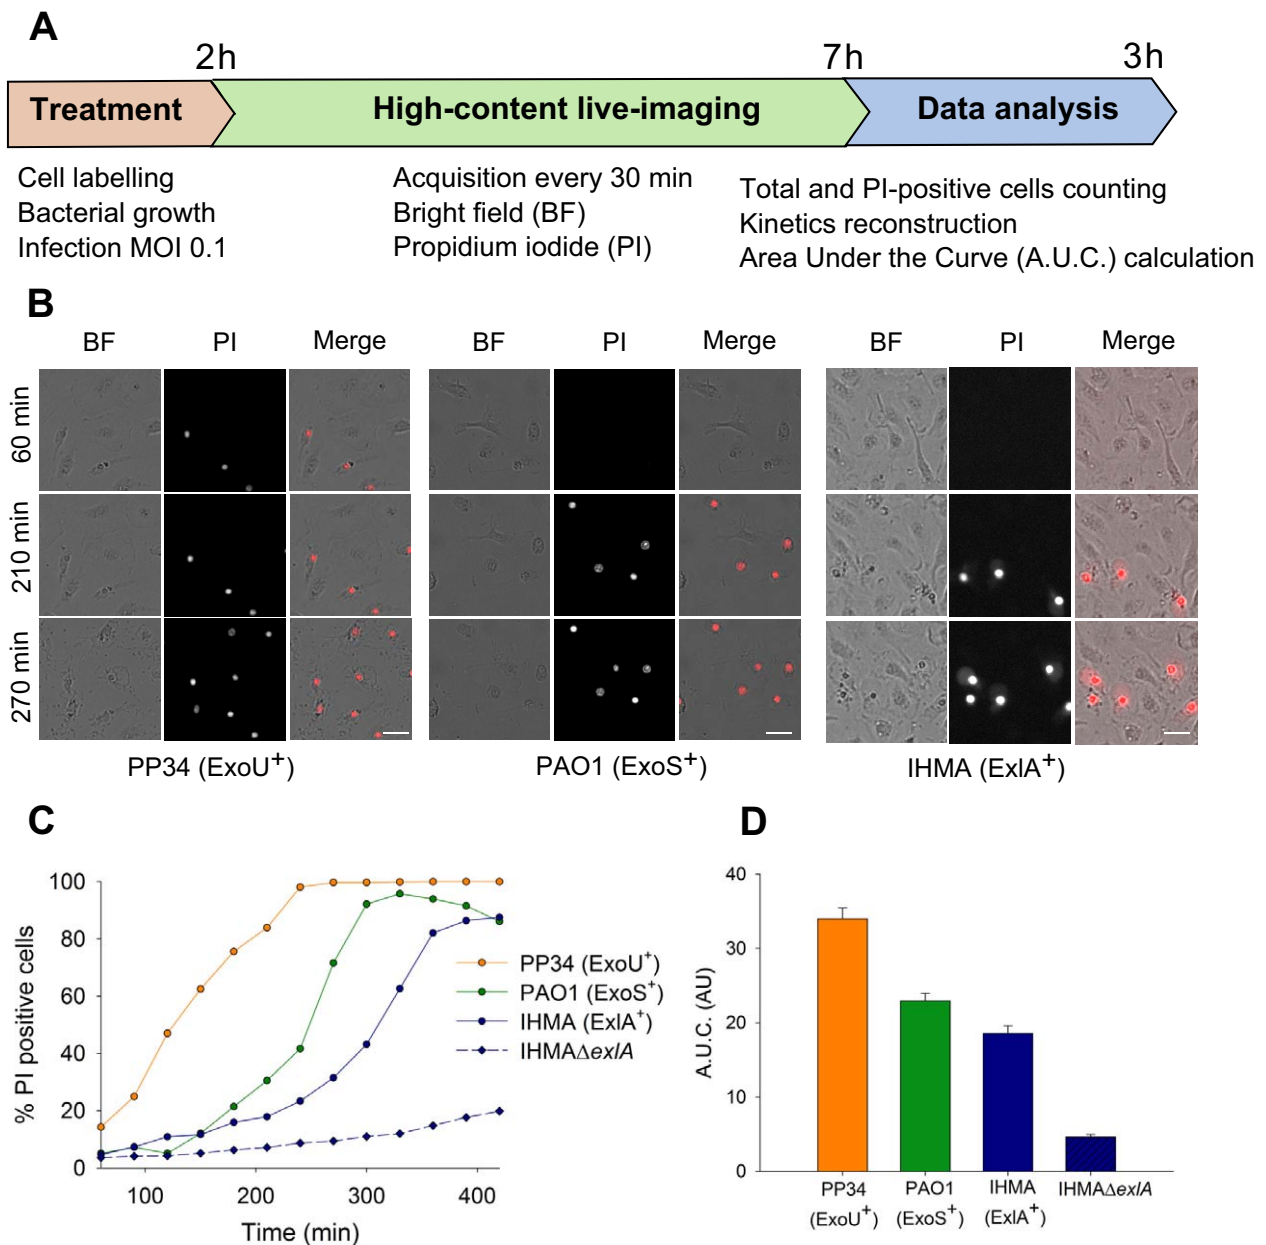 A
2h
7h
3h
Treatment
High-content live-imaging
Data analysis
Cell labelling
Bacterial growth
Infection MOI 0.1
Acquisition every 30 min
Bright field (BF)
Propidium iodide (PI)
Total and PI-positive cells counting
Kinetics reconstruction
Area Under the Curve (A.U.C.) calculation
B
BF PI Merge BF PI Merge BF PI Merge
60 min
210 min
270 min
PP34 (ExoU+)
PAO1 (ExoS+)
IHMA (ExlA+)
C
% PI positive cells
100
80
60
40
20
0
100 200 300 400
Time (min)
PP34 (ExoU+)
PAO1 (ExoS+)
IHMA (ExlA+)
IHMAΔexlA
D
A.U.C. (AU)
40
30
20
10
0
PP34
(ExoU+)
PAO1
(ExoS+)
IHMA
(ExlA+)
IHMAΔexlA